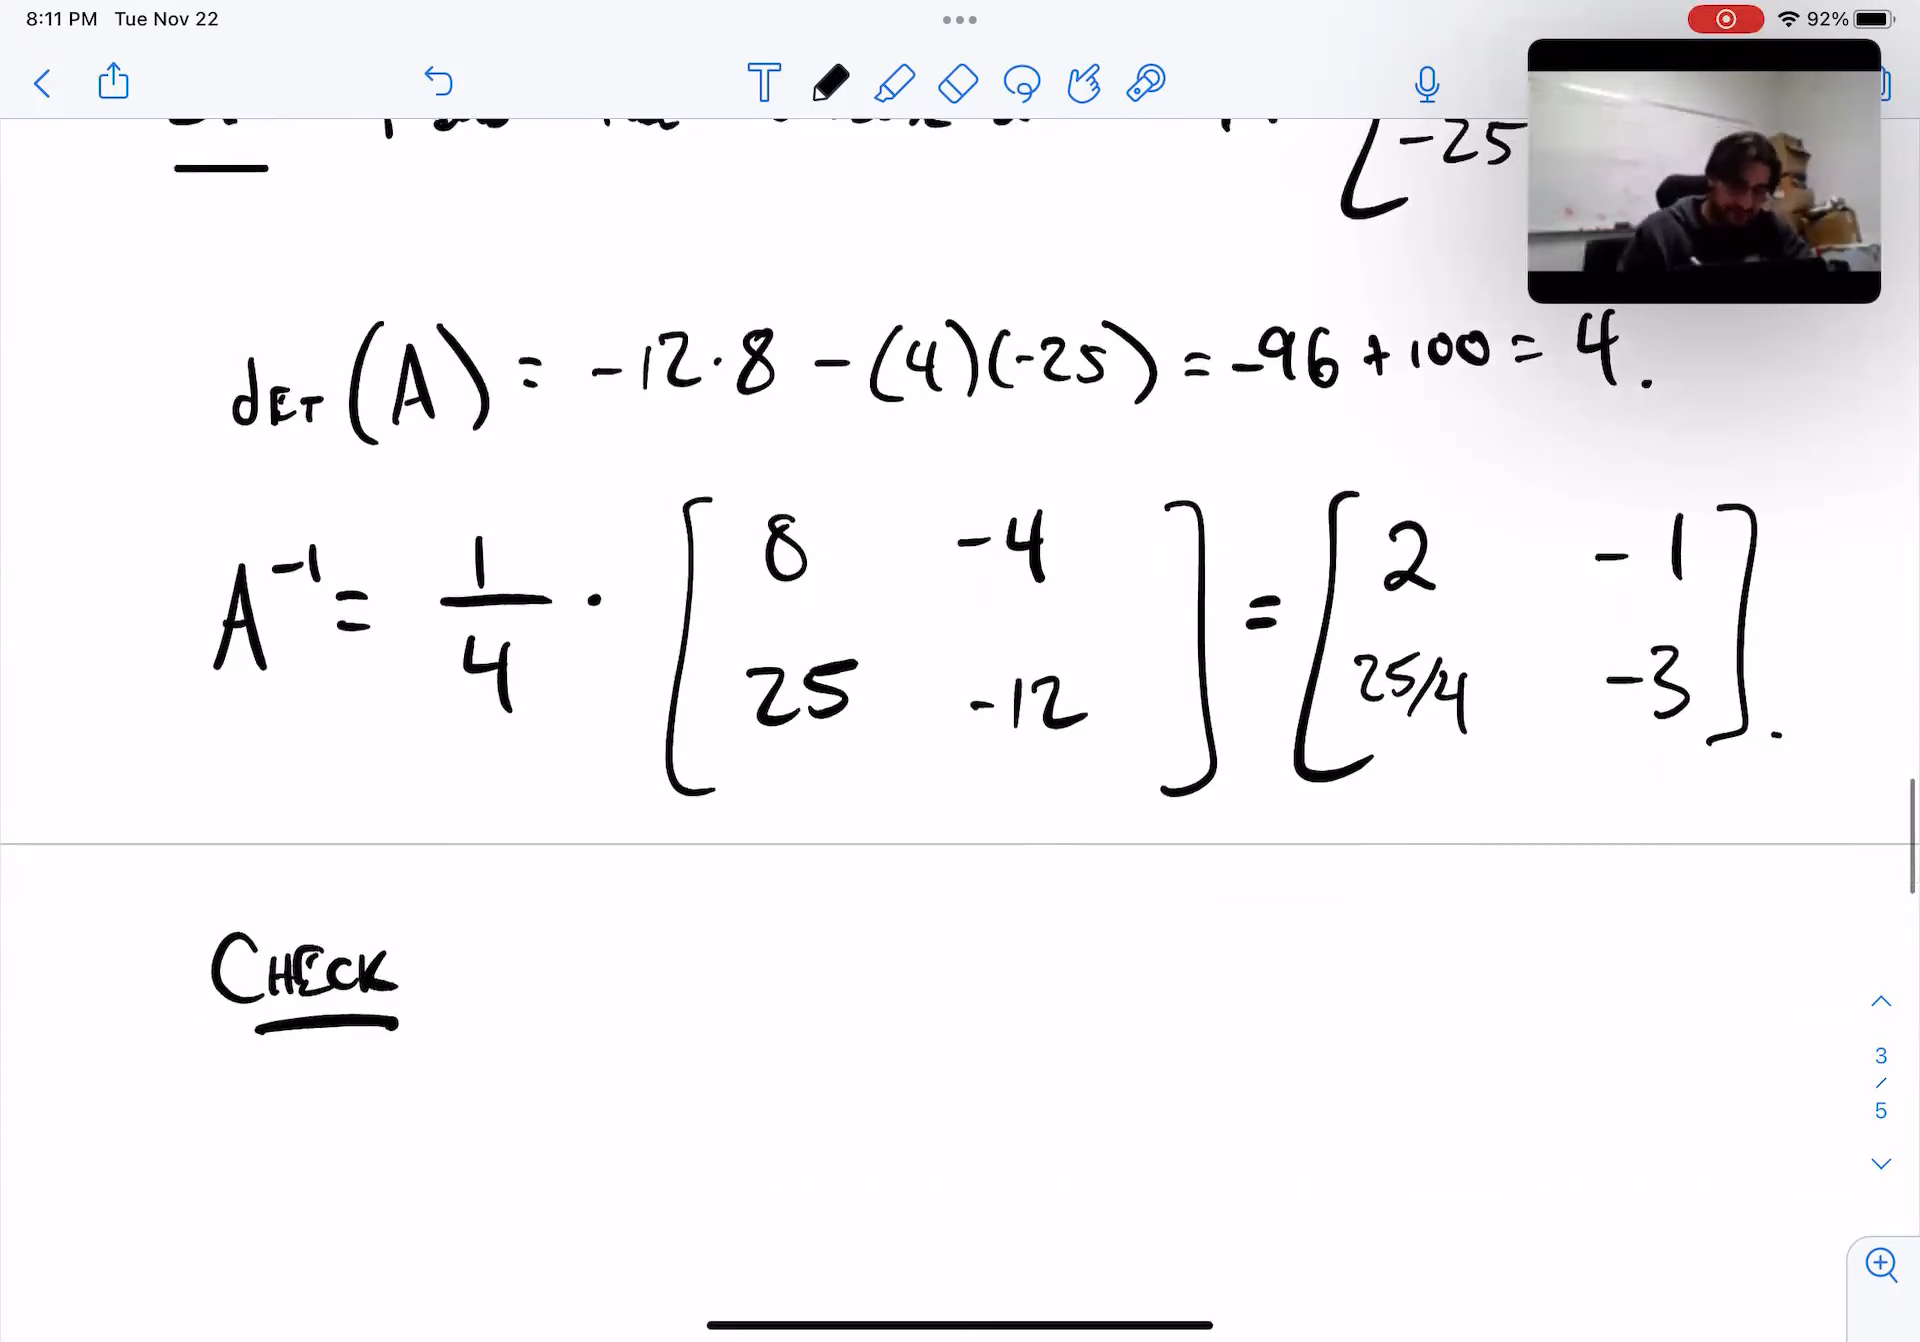 8:11 PM Tue Nov 22
92%
T
[-25
det(A) = -12·8 - (4)(-25) = -96 + 100 = 4.
A⁻¹ = 1/4 · [8 -4
25 -12] = [2 -1
25/4 -3].
CHECK
3
/
5